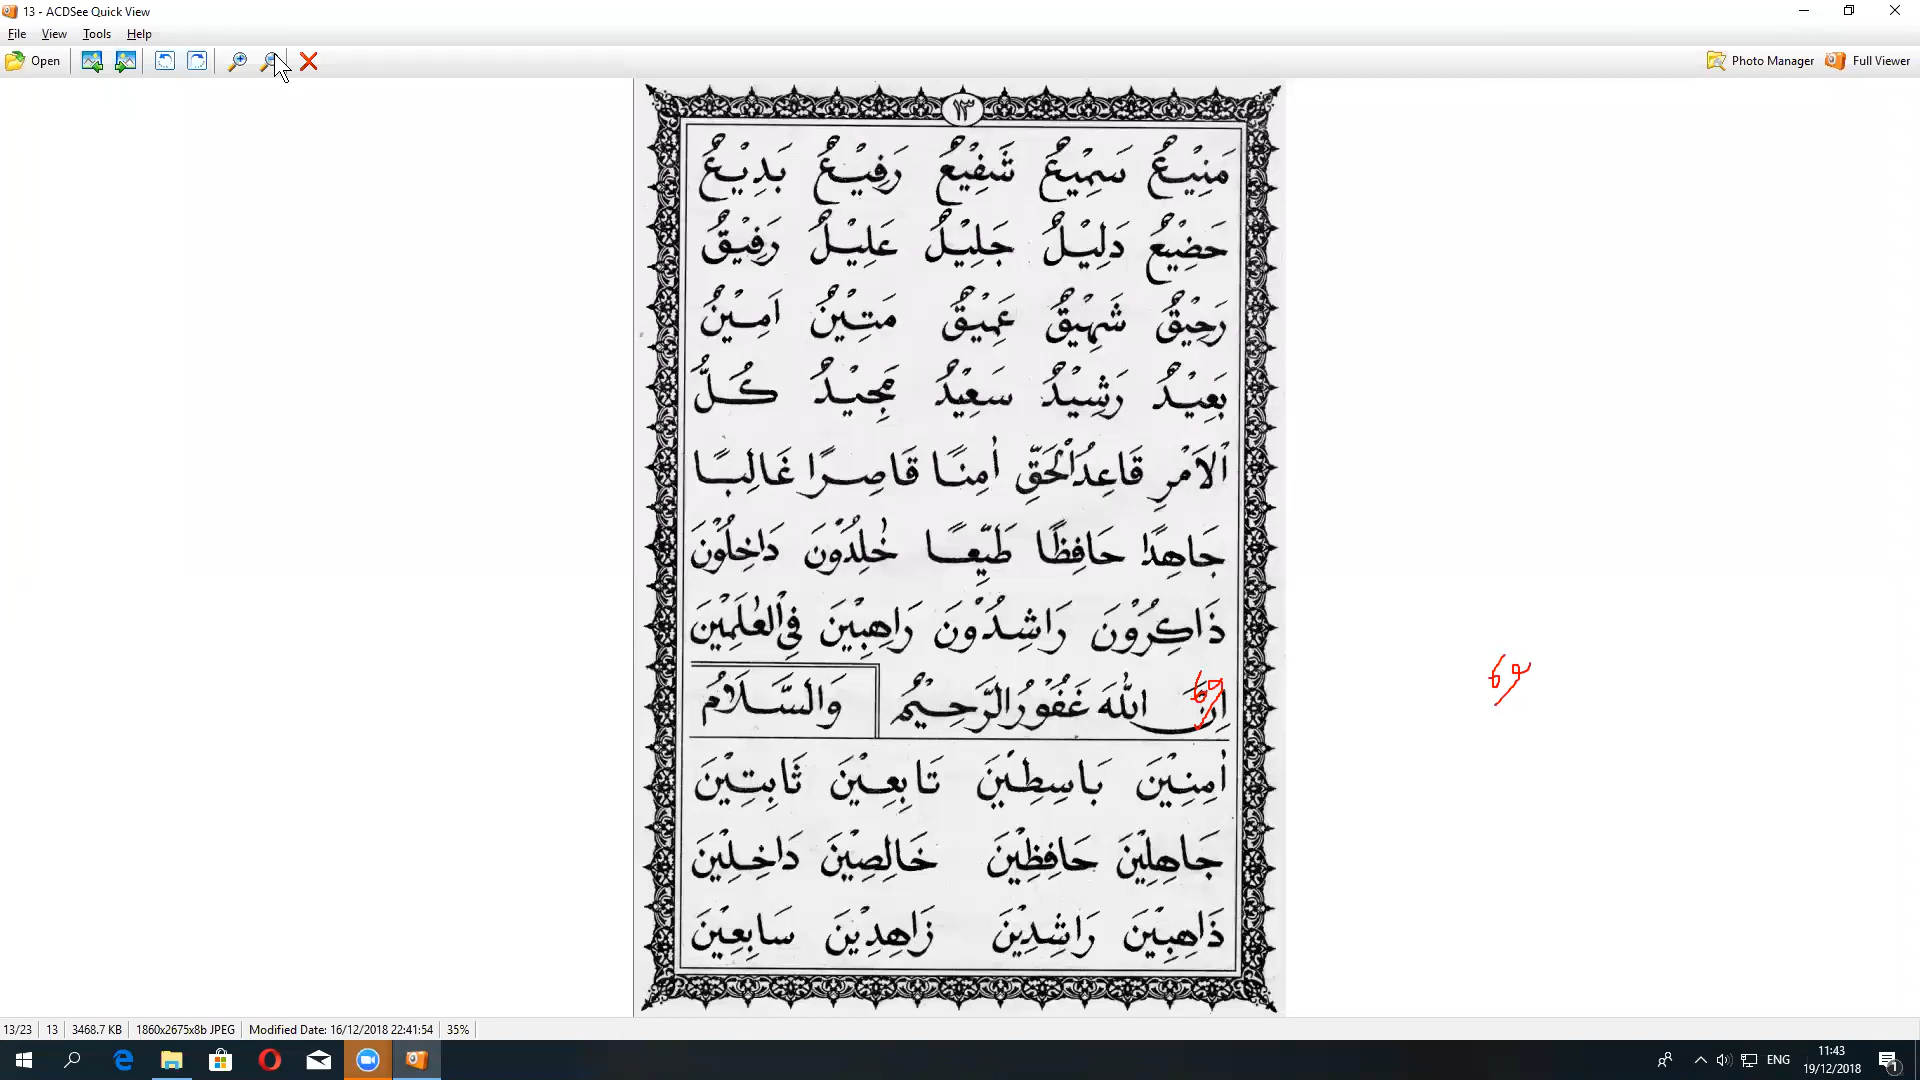 13 - ACDSee Quick View
File View Tools Help
Open
Photo Manager Full Viewer
١٣
مَنِيْعٌ سَمِيْعٌ شَفِيْعٌ رَفِيْعٌ بَدِيْعٌ
حَضِيْعٌ دَلِيْلٌ جَلِيْلٌ عَلِيْلٌ رَفِيْقٌ
رَحِيْقٌ شَهِيْقٌ عَمِيْقٌ مَتِيْنٌ اَمِيْنٌ
بَعِيْدٌ رَشِيْدٌ سَعِيْدٌ مَجِيْدٌ كُلُّ
الْاَمْرِ قَاعِدُ الْحَقِّ اٰمِنًا قَاصِرًا غَالِبًا
جَاهِدًا حَافِظًا طَيِّعًا خٰلِدُوْنَ دَاخِلُوْنَ
ذَاكِرُوْنَ رَاشِدُوْنَ رَاهِبِيْنَ فِي الْعٰلَمِيْنَ
اِنَّ اللّٰهَ غَفُوْرُ الرَّحِيْمُ وَالسَّلَامُ
اٰمِنِيْنَ بَاسِطِيْنَ تَابِعِيْنَ ثَابِتِيْنَ
جَاهِلِيْنَ حَافِظِيْنَ خَالِصِيْنَ دَاخِلِيْنَ
ذَاهِبِيْنَ رَاشِدِيْنَ زَاهِدِيْنَ سَابِعِيْنَ
13/23 13 3468.7 KB 1860x2675x8b JPEG Modified Date: 16/12/2018 22:41:54 35%
ENG 11:43
19/12/2018
1